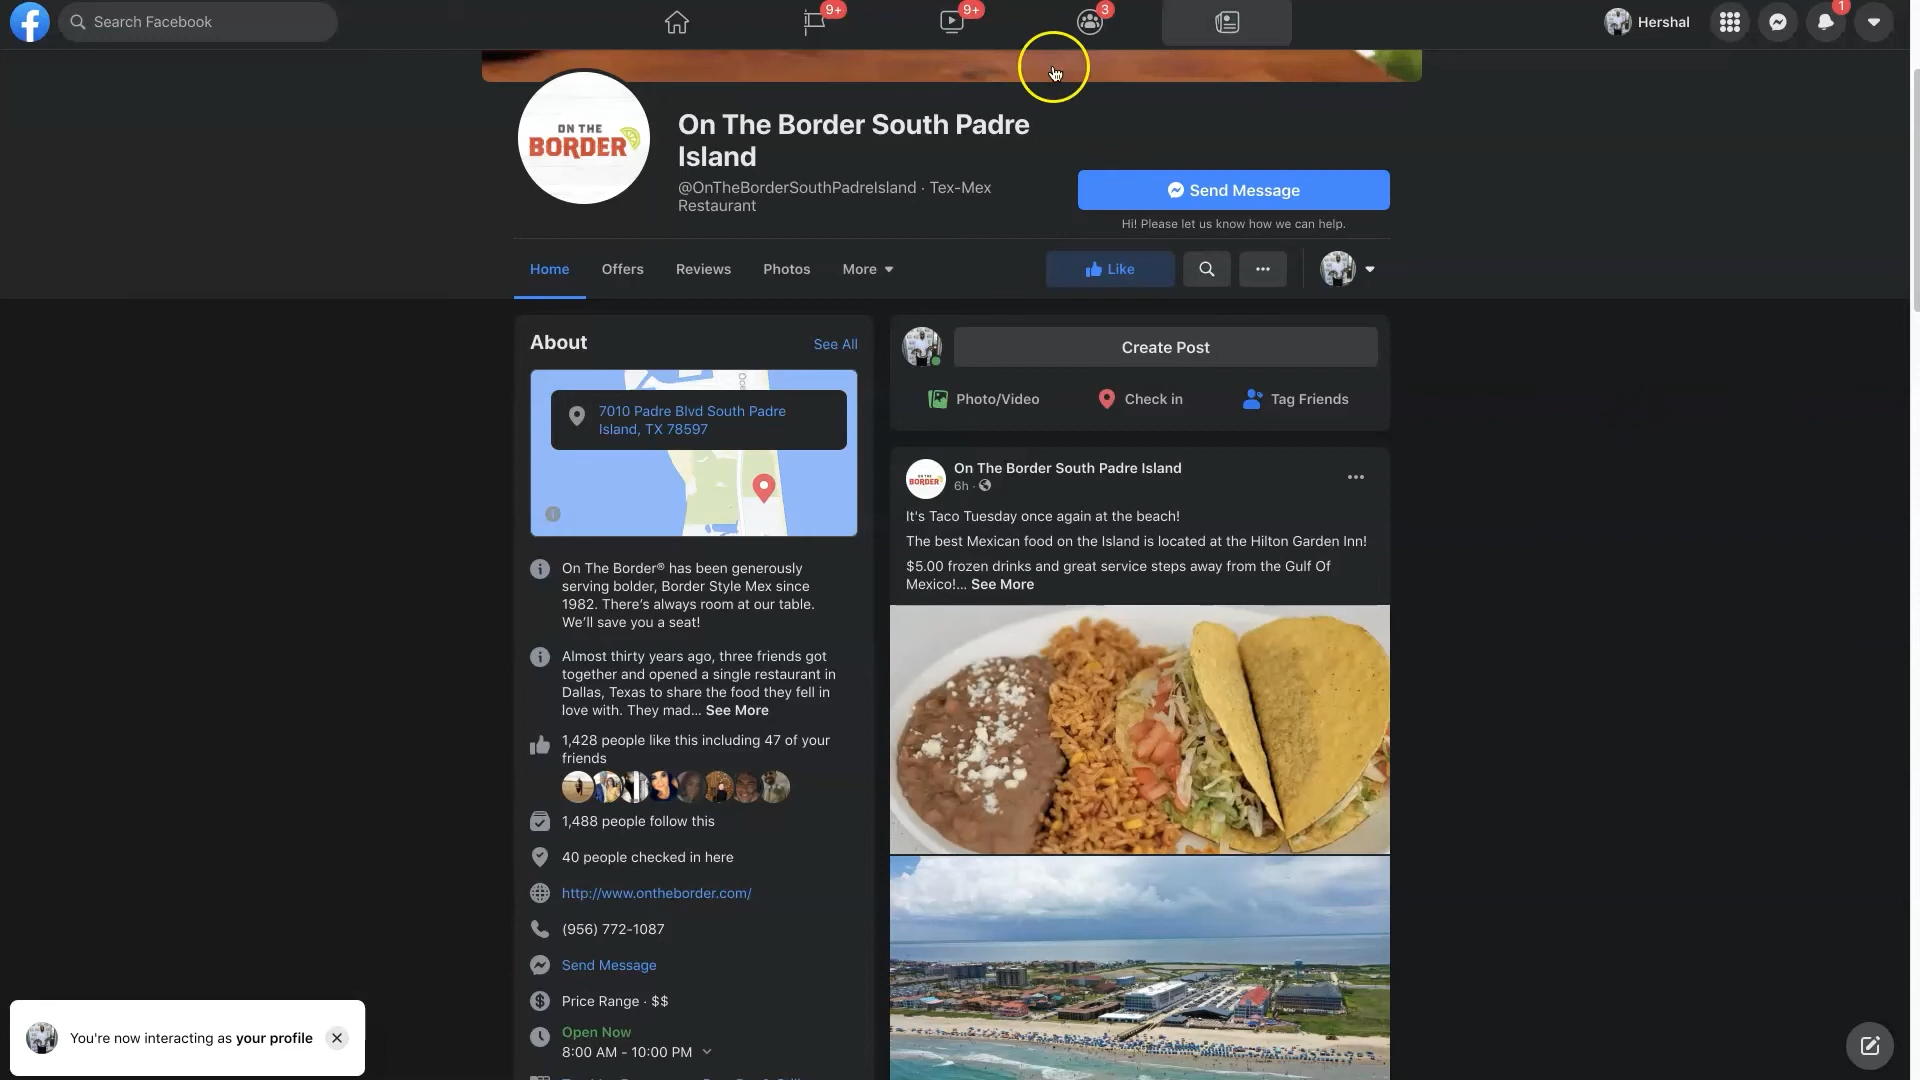 Search Facebook
9+
9+
3
Hershal
1
ON THE
BORDER
On The Border South Padre
Island
@OnTheBorderSouthPadreIsland · Tex-Mex
Restaurant
Send Message
Hi! Please let us know how we can help.
Home
Offers
Reviews
Photos
More
Like
About
See All
7010 Padre Blvd South Padre
Island, TX 78597
On The Border® has been generously
serving bolder, Border Style Mex since
1982. There's always room at our table.
We'll save you a seat!
Almost thirty years ago, three friends got
together and opened a single restaurant in
Dallas, Texas to share the food they fell in
love with. They mad... See More
1,428 people like this including 47 of your
friends
1,488 people follow this
40 people checked in here
http://www.ontheborder.com/
(956) 772-1087
Send Message
Price Range · $$
Open Now
8:00 AM - 10:00 PM
Create Post
Photo/Video
Check in
Tag Friends
ON THE
BORDER
On The Border South Padre Island
6h ·
It's Taco Tuesday once again at the beach!
The best Mexican food on the Island is located at the Hilton Garden Inn!
$5.00 frozen drinks and great service steps away from the Gulf Of
Mexico!... See More
You're now interacting as your profile